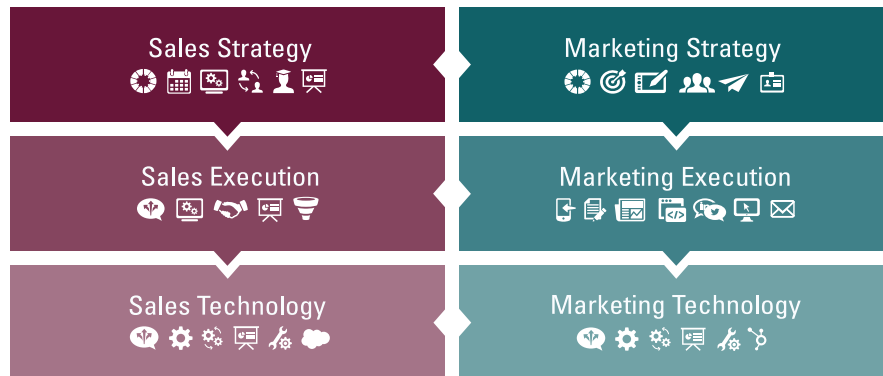 Sales Strategy
Marketing Strategy
Sales Execution
Marketing Execution
Sales Technology
Marketing Technology